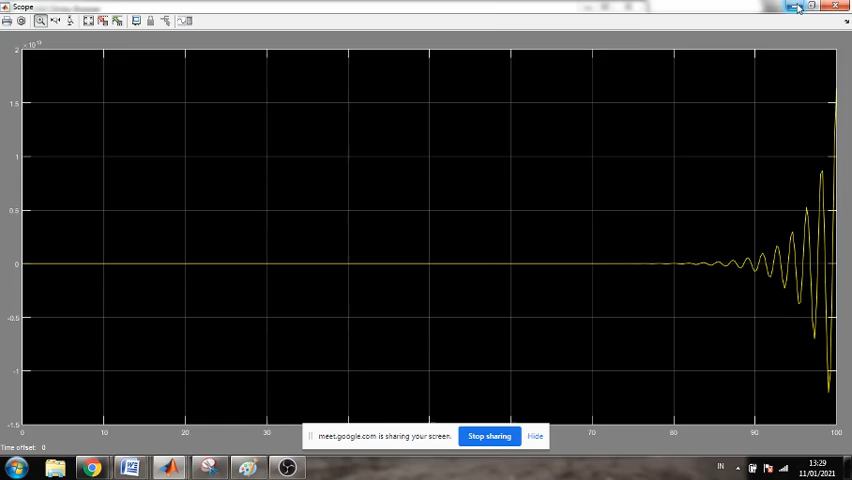 Scope
× 10
2
1.5
1
0.5
0
-0.5
-1
-1.5
0 10 20 30 70 80 90 100
Time offset: 0
meet.google.com is sharing your screen. Stop sharing Hide
IN 13:29
11/01/2021